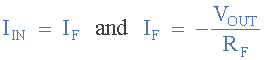 I_IN = I_F and I_F = -V_OUT/R_F